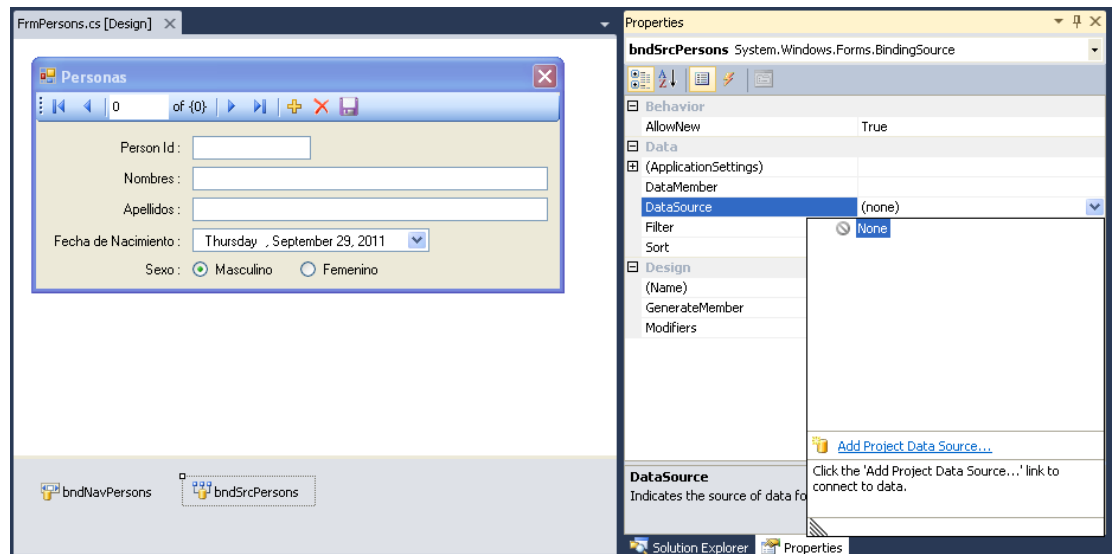 FrmPersons.cs [Design]
Personas
0 of {0}
Person Id :
Nombres :
Apellidos :
Fecha de Nacimiento : Thursday , September 29, 2011
Sexo : Masculino Femenino
bndNavPersons bndSrcPersons
Properties
bndSrcPersons System.Windows.Forms.BindingSource
Behavior
AllowNew True
Data
(ApplicationSettings)
DataMember
DataSource (none)
Filter None
Sort
Design
(Name)
GenerateMember
Modifiers
Add Project Data Source...
Click the 'Add Project Data Source...' link to
connect to data.
DataSource
Indicates the source of data fo
Solution Explorer Properties